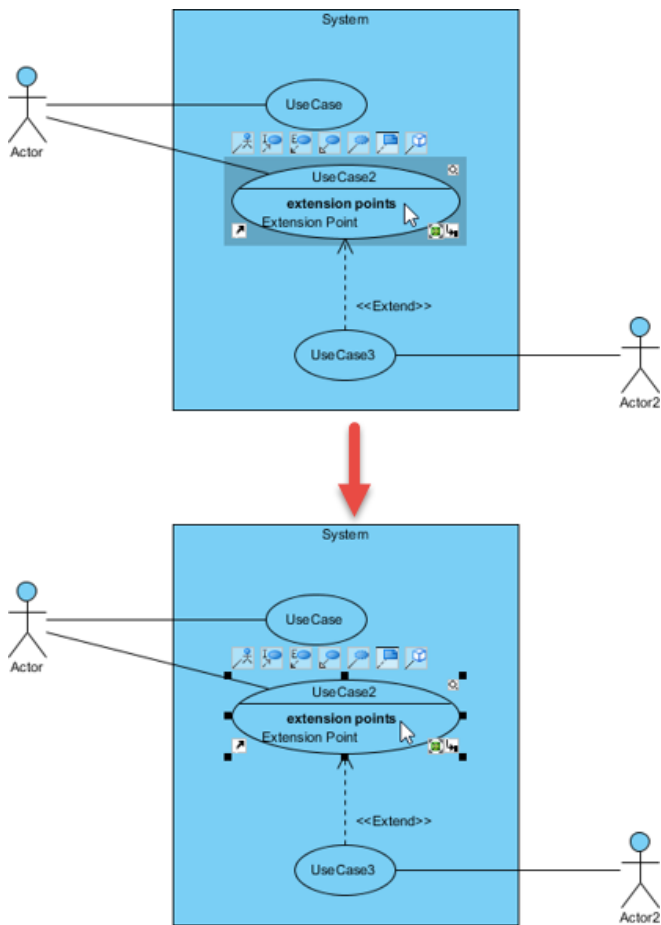 System
UseCase
Actor
UseCase2
extension points
Extension Point
<<Extend>>
UseCase3
Actor2
System
UseCase
Actor
UseCase2
extension points
Extension Point
<<Extend>>
UseCase3
Actor2